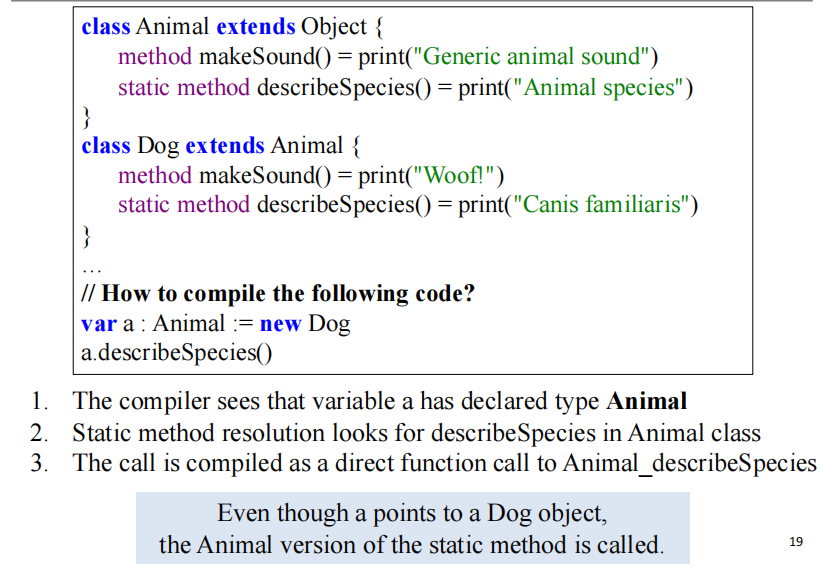 class Animal extends Object {
method makeSound() = print("Generic animal sound")
static method describeSpecies() = print("Animal species")
}
class Dog extends Animal {
method makeSound() = print("Woof!")
static method describeSpecies() = print("Canis familiaris")
}
…
// How to compile the following code?
var a : Animal := new Dog
a.describeSpecies()
1. The compiler sees that variable a has declared type Animal
2. Static method resolution looks for describeSpecies in Animal class
3. The call is compiled as a direct function call to Animal_describeSpecies
Even though a points to a Dog object,
the Animal version of the static method is called.
19